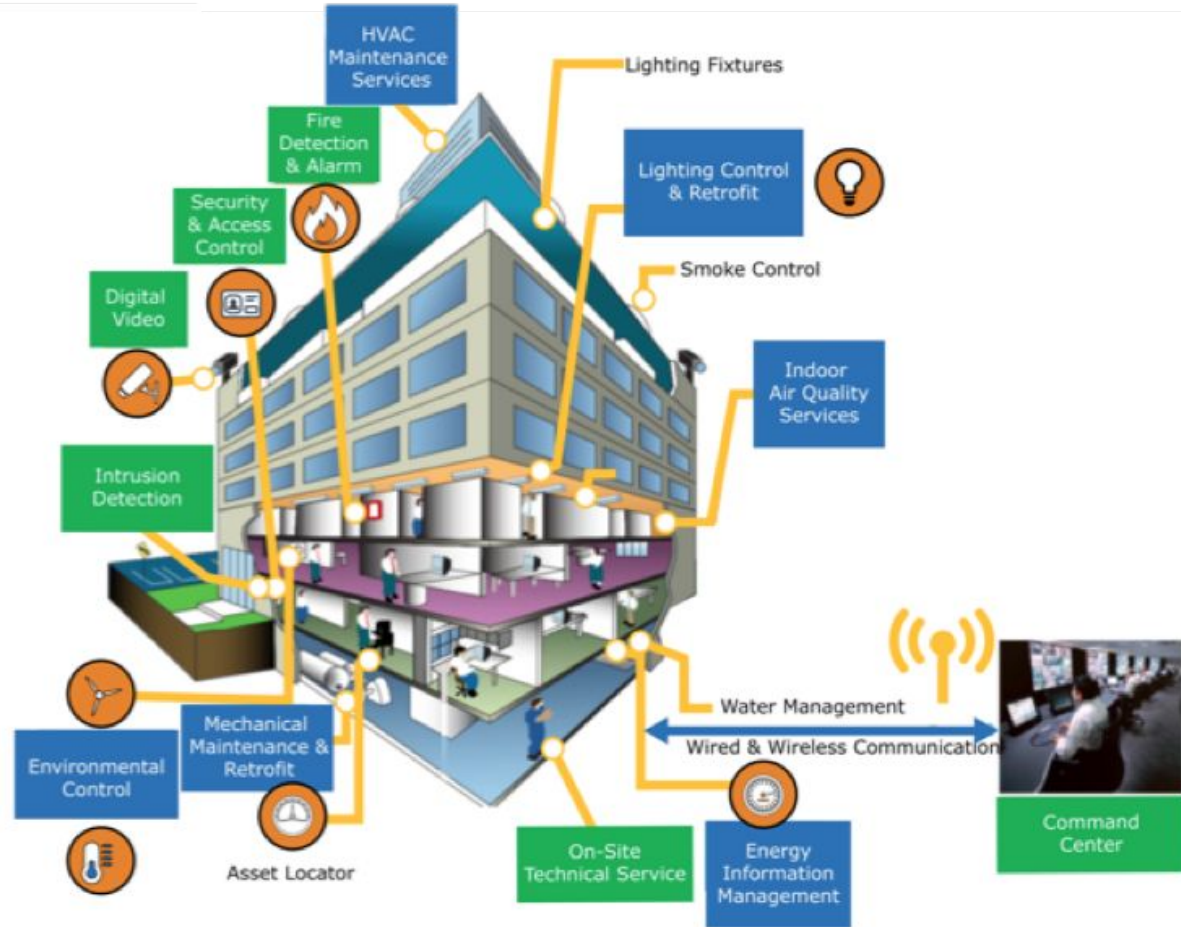 HVAC
Maintenance
Services
Lighting Fixtures
Fire
Detection
& Alarm
Lighting Control
& Retrofit
Security
& Access
Control
Smoke Control
Digital
Video
Indoor
Air Quality
Services
Intrusion
Detection
Water Management
Mechanical
Maintenance &
Retrofit
Wired & Wireless Communication
Environmental
Control
Command
Center
On-Site
Technical Service
Energy
Information
Management
Asset Locator